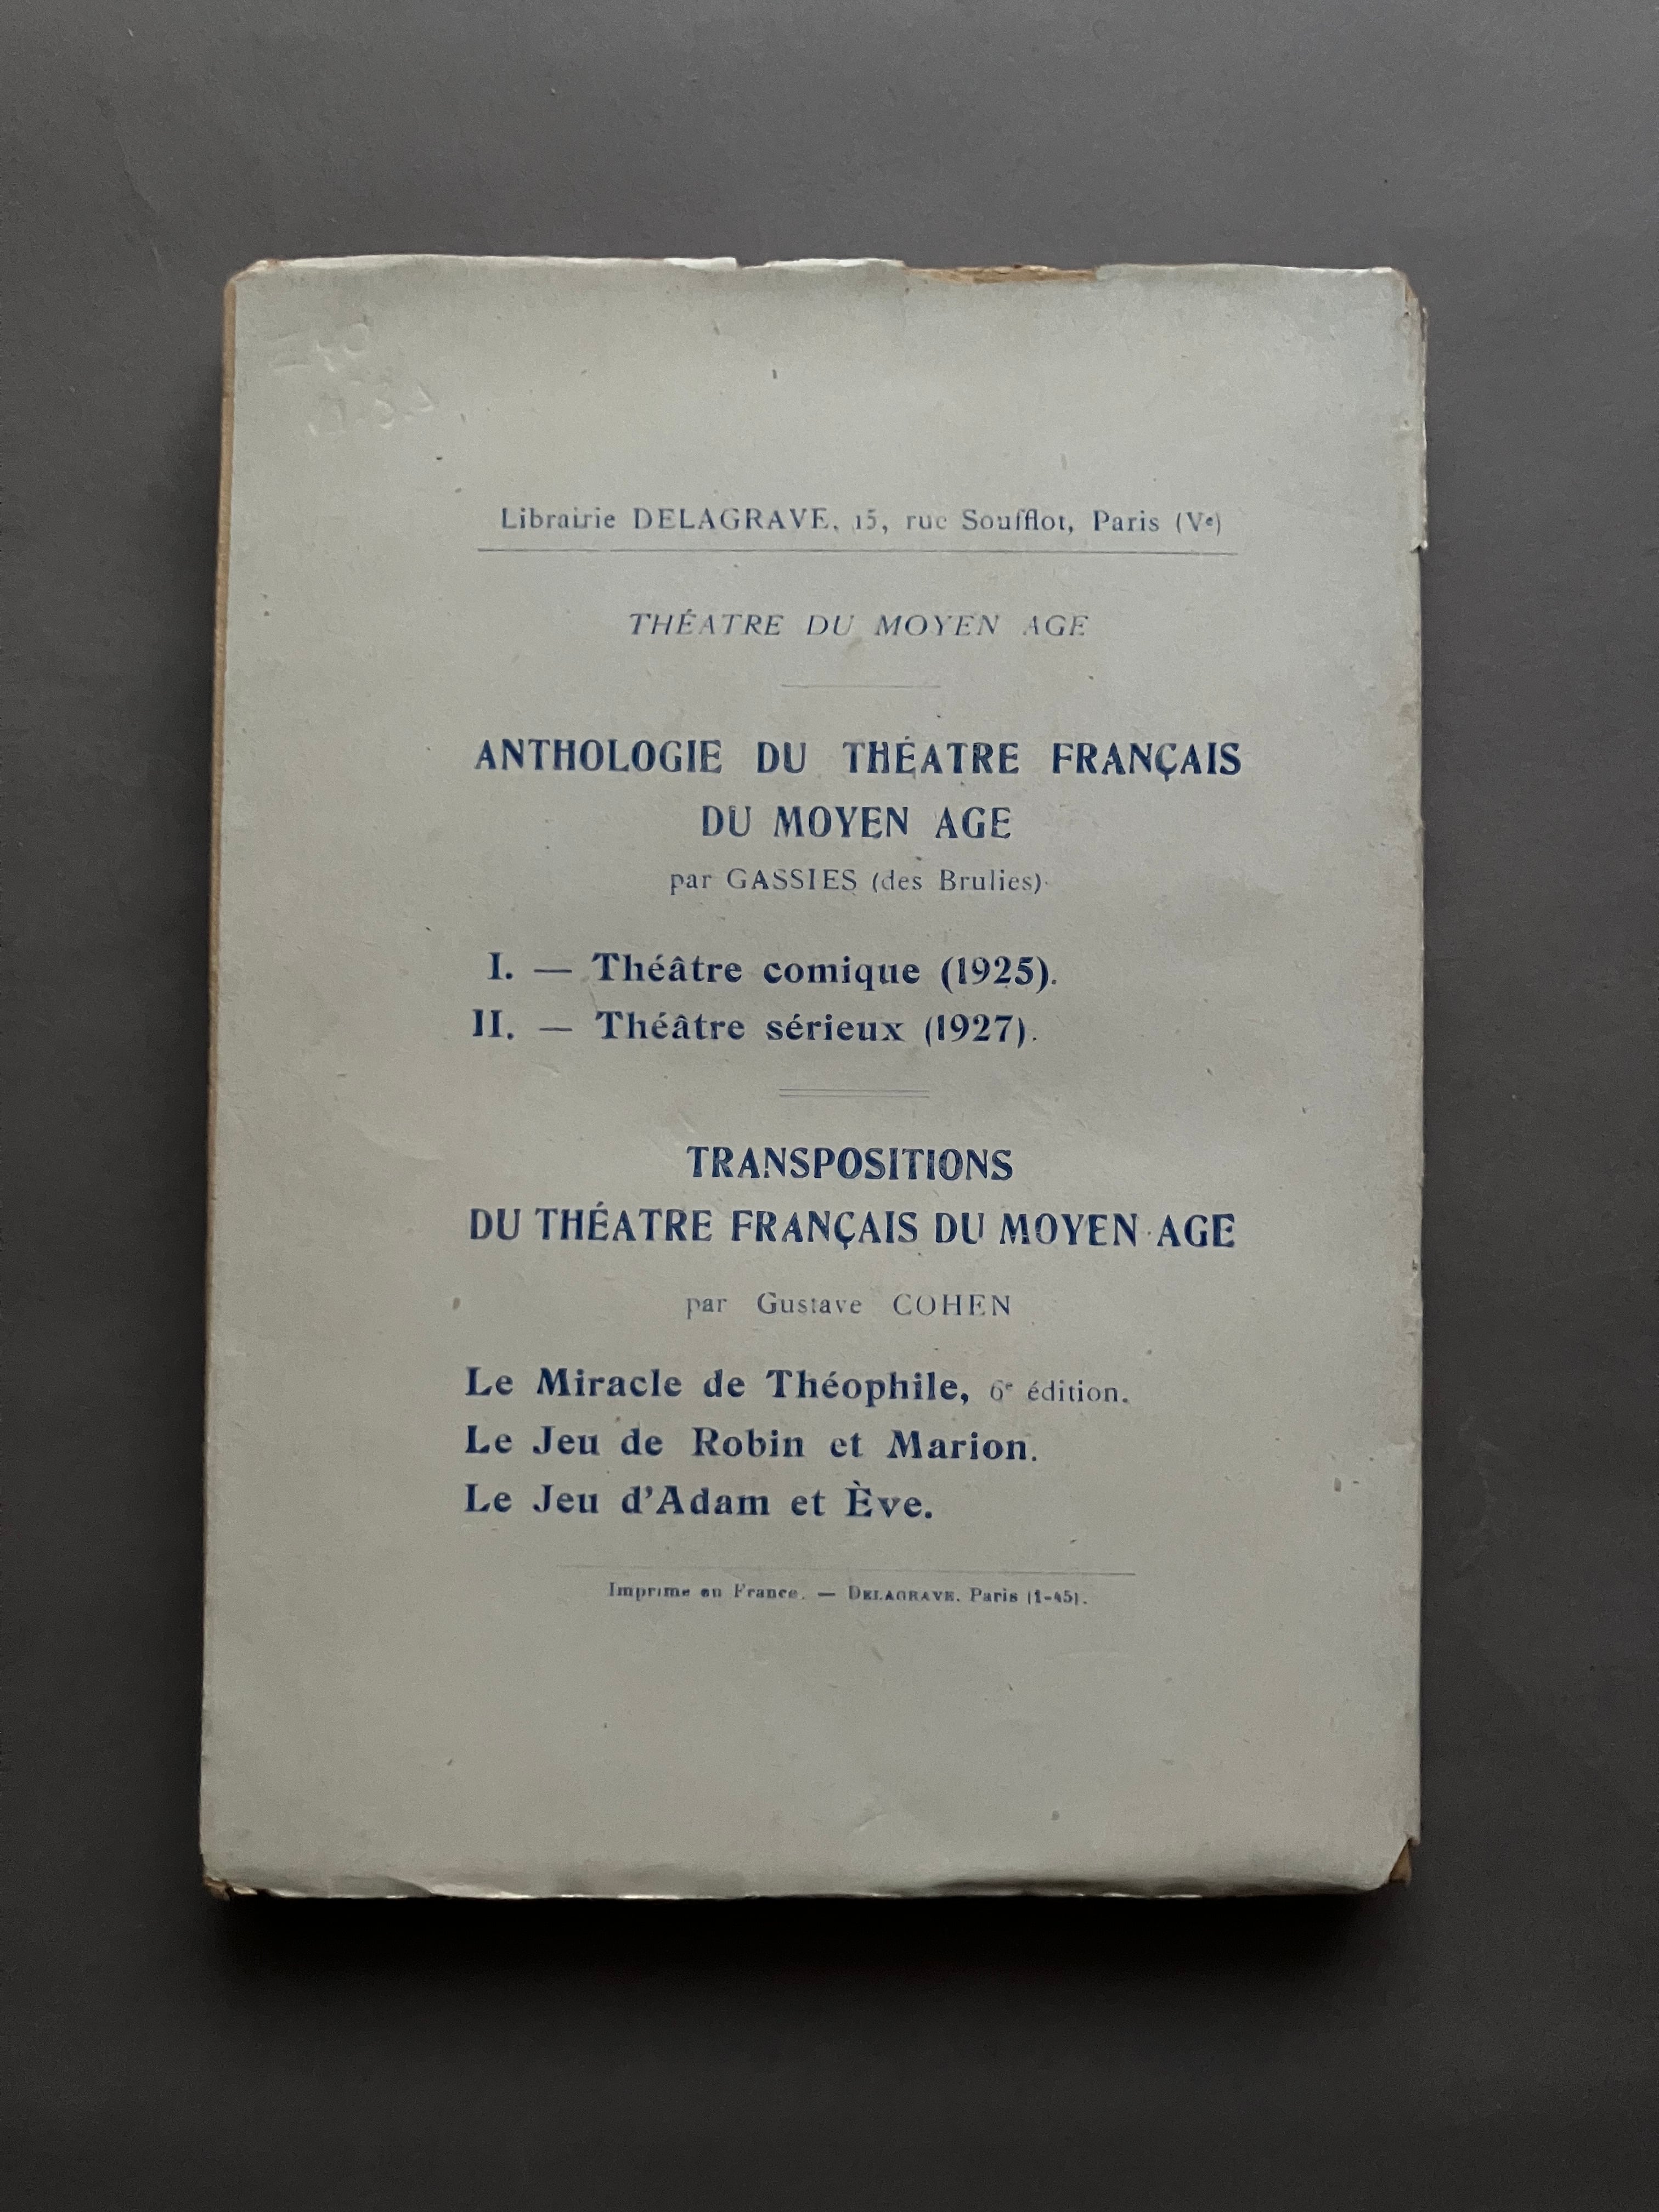 Librairie DELAGRAVE, 15, rue Soufflot, Paris (Ve)
THÉATRE DU MOYEN AGE
ANTHOLOGIE DU THÉATRE FRANÇAIS
DU MOYEN AGE
par GASSIES (des Brulies)
I. — Théâtre comique (1925).
II. — Théâtre sérieux (1927).
TRANSPOSITIONS
DU THÉATRE FRANÇAIS DU MOYEN AGE
par Gustave COHEN
Le Miracle de Théophile, 6e édition.
Le Jeu de Robin et Marion.
Le Jeu d'Adam et Ève.
Imprimé en France. — DELAGRAVE. Paris (1-45).